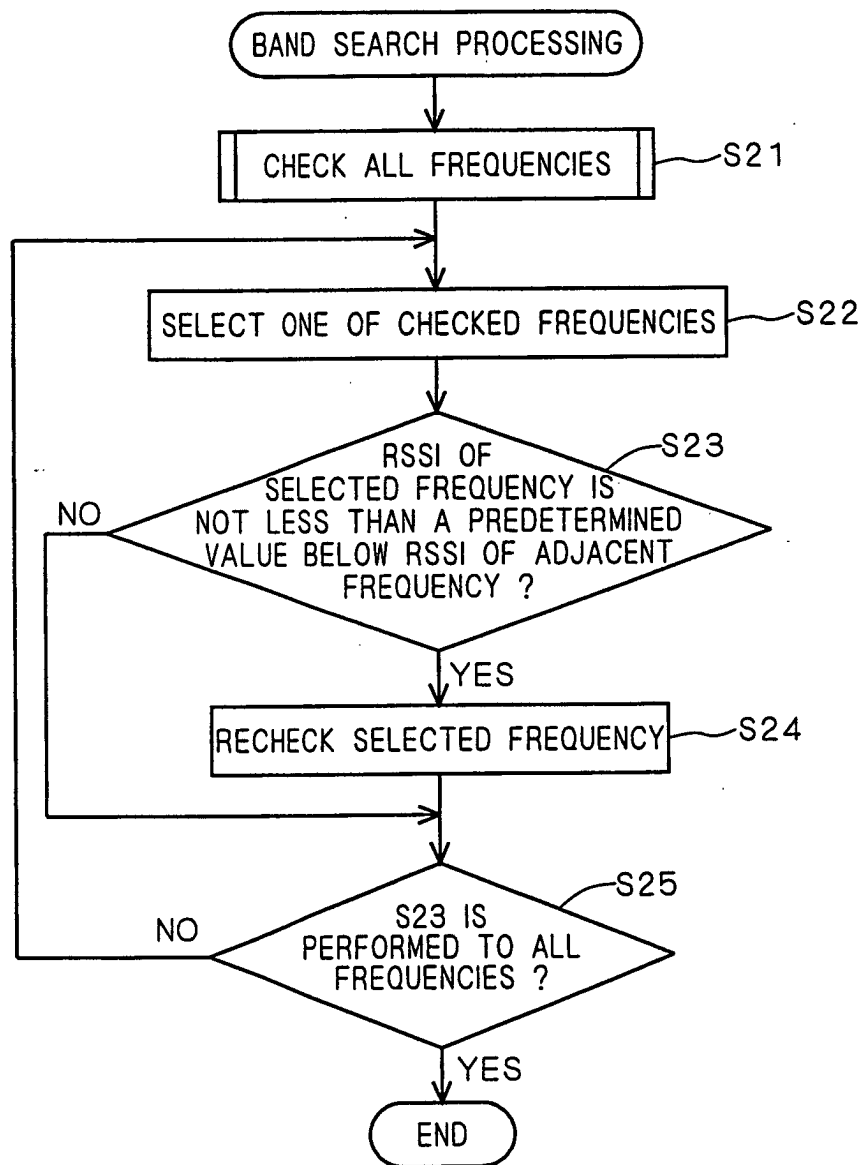 BAND SEARCH PROCESSING
CHECK ALL FREQUENCIES
S21
SELECT ONE OF CHECKED FREQUENCIES
S22
S23
RSSI OF
SELECTED FREQUENCY IS
NOT LESS THAN A PREDETERMINED
VALUE BELOW RSSI OF ADJACENT
FREQUENCY ?
NO
YES
RECHECK SELECTED FREQUENCY
S24
S25
S23 IS
PERFORMED TO ALL
FREQUENCIES ?
NO
YES
END